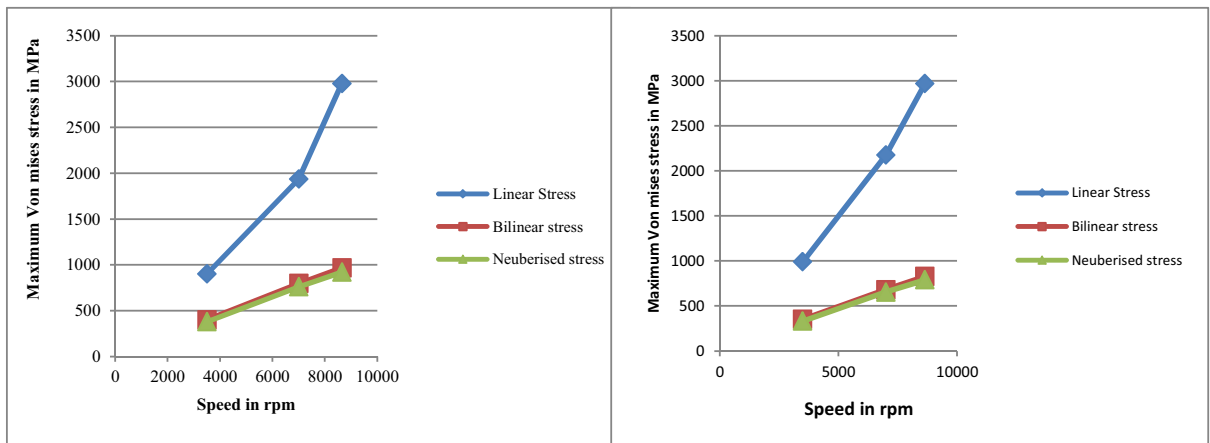 Maximum Von mises stress in MPa
3500
3000
2500
2000
1500
1000
500
0
0 2000 4000 6000 8000 10000
Speed in rpm
Linear Stress
Bilinear stress
Neuberised stress
Maximum Von mises stress in MPa
3500
3000
2500
2000
1500
1000
500
0
0 5000 10000
Speed in rpm
Linear Stress
Bilinear stress
Neuberised stress